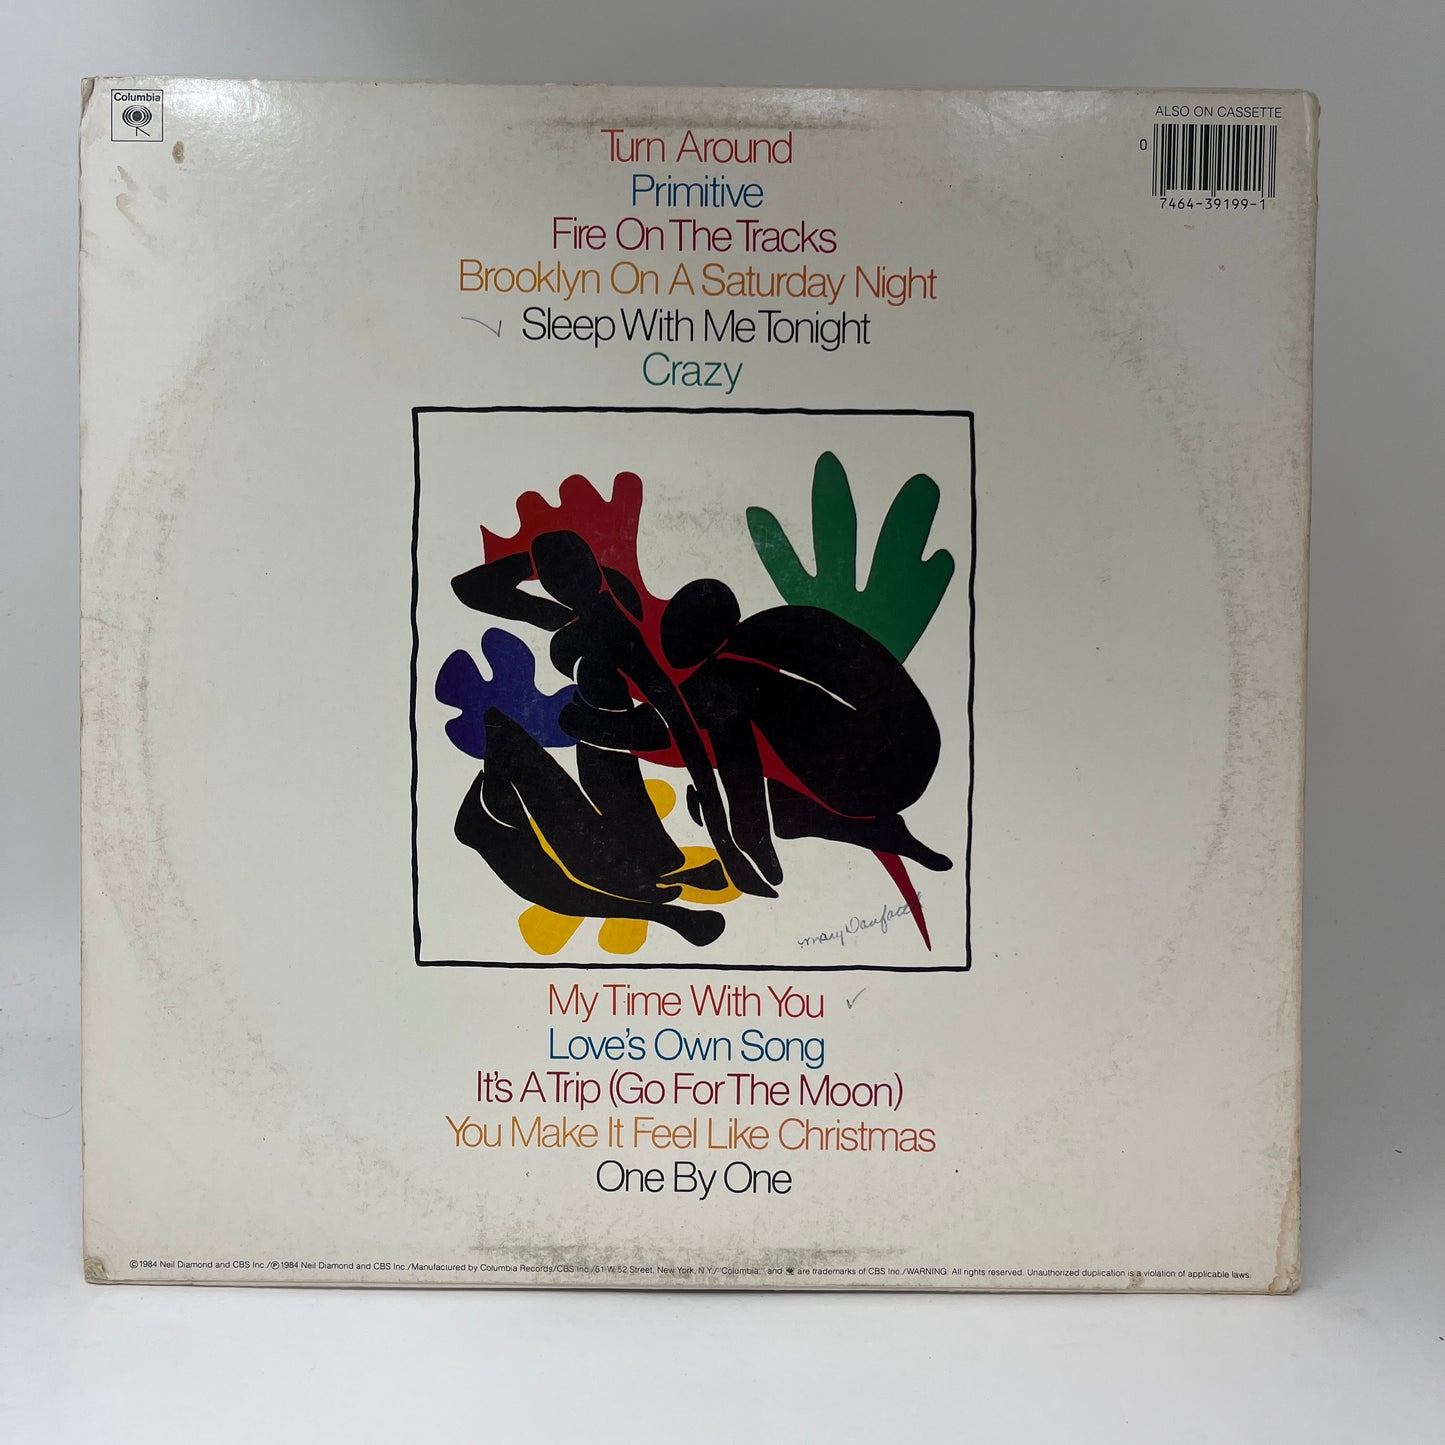 Columbia
ALSO ON CASSETTE
0
7464-39199-1
Turn Around
Primitive
Fire On The Tracks
Brooklyn On A Saturday Night
Sleep With Me Tonight
Crazy
mary
My Time With You
Love's Own Song
It's A Trip (Go For The Moon)
You Make It Feel Like Christmas
One By One
©1984 Neil Diamond and CBS Inc./℗1984 Neil Diamond and CBS Inc./Manufactured by Columbia Records/CBS Inc./51 W. 52 Street, New York, N.Y./"Columbia," and are trademarks of CBS Inc./WARNING: All rights reserved. Unauthorized duplication is a violation of applicable laws.